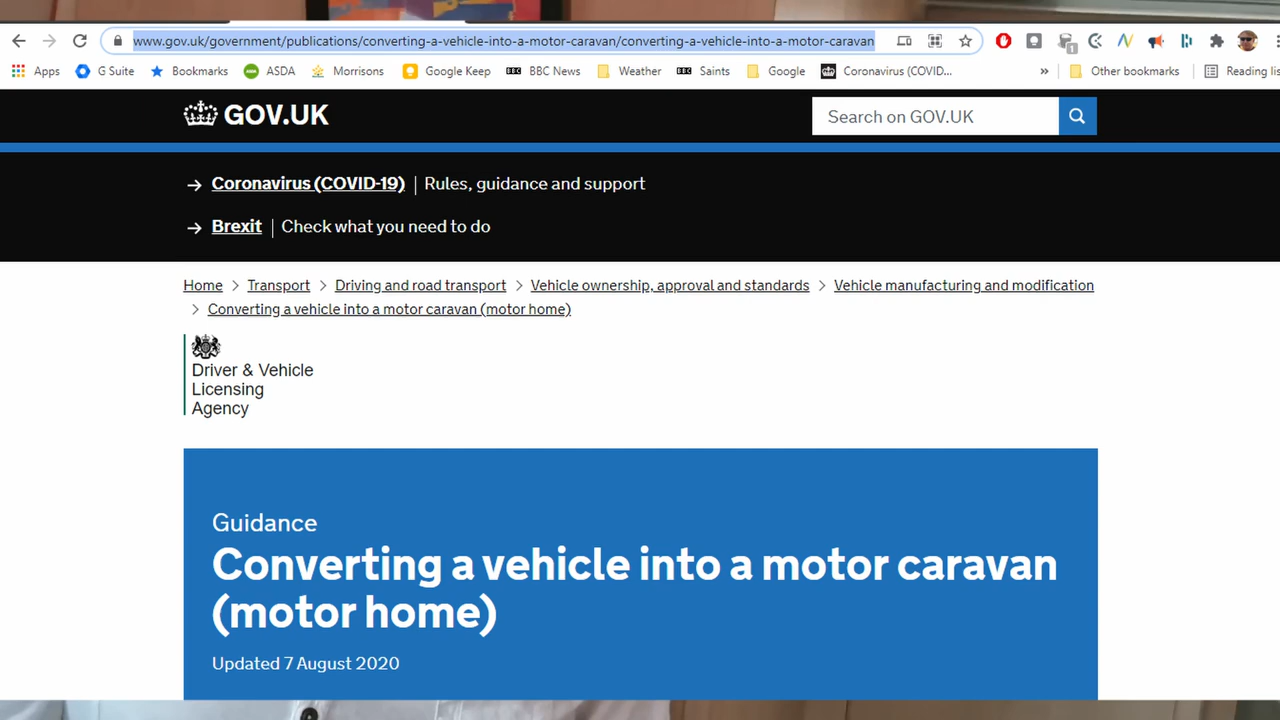 www.gov.uk/government/publications/converting-a-vehicle-into-a-motor-caravan/converting-a-vehicle-into-a-motor-caravan
1
Apps G Suite Bookmarks ASDA Morrisons Google Keep BBC News Weather Saints Google Coronavirus (COVID... » Other bookmarks Reading lis
GOV.UK
Search on GOV.UK
→ Coronavirus (COVID-19) | Rules, guidance and support
→ Brexit | Check what you need to do
Home > Transport > Driving and road transport > Vehicle ownership, approval and standards > Vehicle manufacturing and modification
> Converting a vehicle into a motor caravan (motor home)
Driver & Vehicle
Licensing
Agency
Guidance
Converting a vehicle into a motor caravan
(motor home)
Updated 7 August 2020